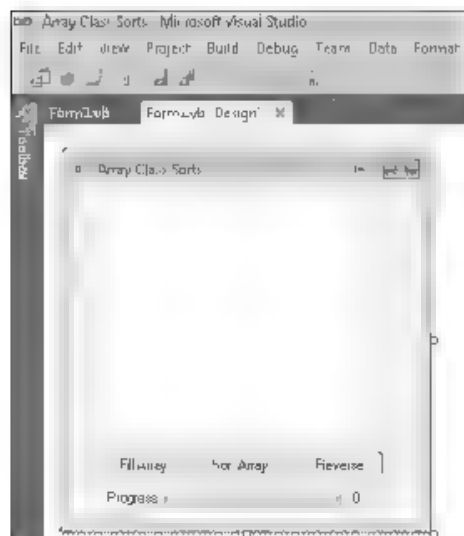 Array Class Sorts - Microsoft Visual Studio
File Edit View Project Build Debug Team Data Format
Form1.vb Form1.vb [Design] ×
Toolbox
Array Class Sorts
Fill Array Sort Array Reverse
Progress 0